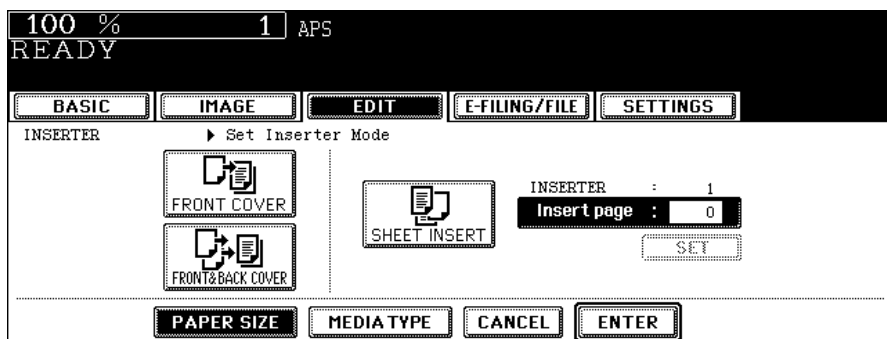 100 % 1 APS
READY
BASIC IMAGE EDIT E-FILING/FILE SETTINGS
INSERTER ▶ Set Inserter Mode
FRONT COVER
FRONT&BACK COVER
SHEET INSERT
INSERTER : 1
Insert page : 0
SET
PAPER SIZE MEDIA TYPE CANCEL ENTER